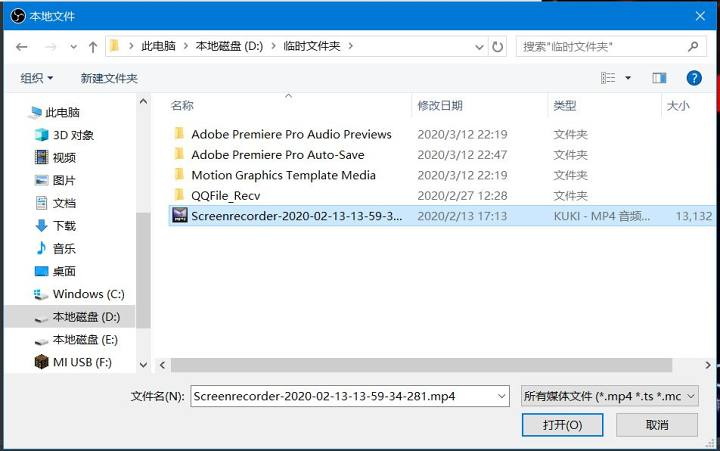 本地文件
此电脑 本地磁盘 (D:) 临时文件夹
搜索"临时文件夹"
组织 新建文件夹
名称 修改日期 类型 大小
此电脑
3D 对象
视频
图片
文档
下载
音乐
桌面
Windows (C:)
本地磁盘 (D:)
本地磁盘 (E:)
MI USB (F:)
Adobe Premiere Pro Audio Previews 2020/3/12 22:19 文件夹
Adobe Premiere Pro Auto-Save 2020/3/12 22:47 文件夹
Motion Graphics Template Media 2020/3/12 22:19 文件夹
QQFile_Recv 2020/2/27 12:28 文件夹
Screenrecorder-2020-02-13-13-59-3... 2020/2/13 17:13 KUKI - MP4 音频... 13,132
文件名(N): Screenrecorder-2020-02-13-13-59-34-281.mp4 所有媒体文件 (*.mp4 *.ts *.mc
打开(O) 取消